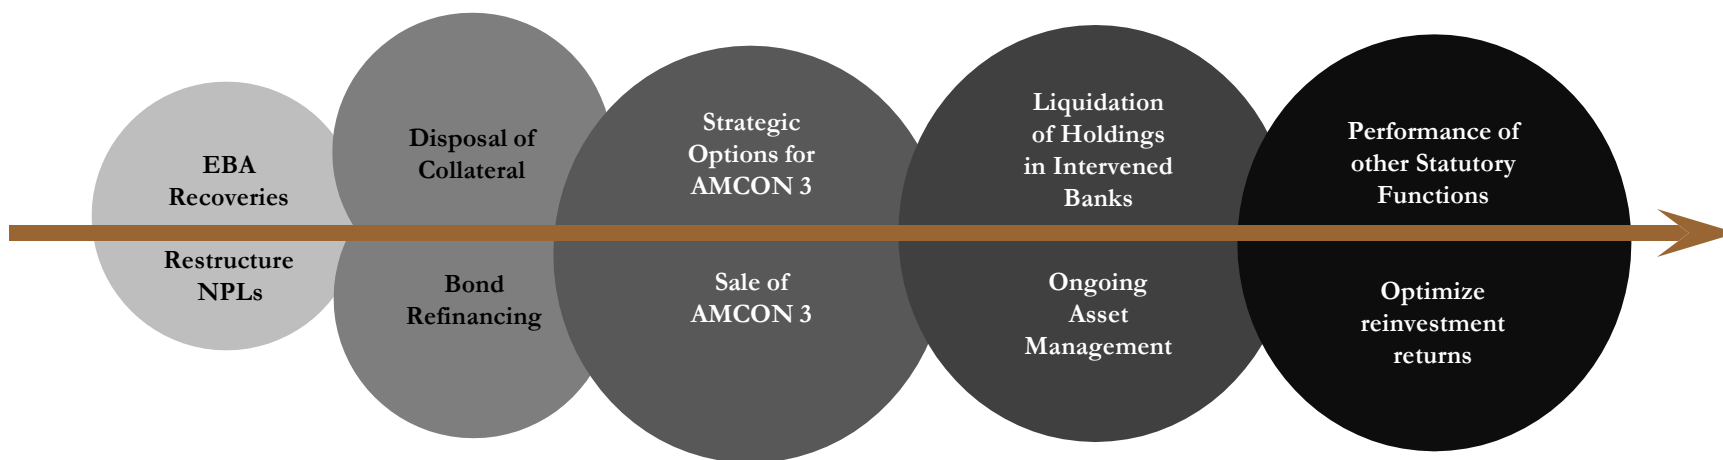 EBA
Recoveries
Restructure
NPLs
Disposal of
Collateral
Bond
Refinancing
Strategic
Options for
AMCON 3
Sale of
AMCON 3
Liquidation
of Holdings
in Intervened
Banks
Ongoing
Asset
Management
Performance of
other Statutory
Functions
Optimize
reinvestment
returns